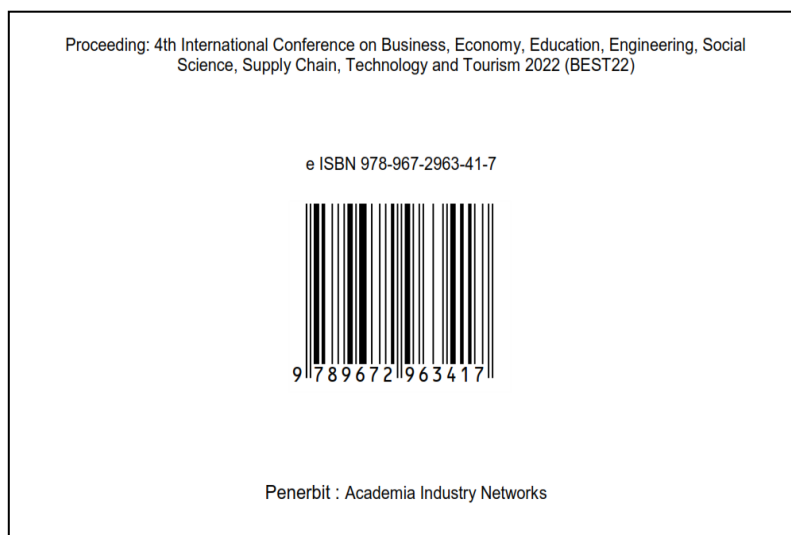 Proceeding: 4th International Conference on Business, Economy, Education, Engineering, Social
Science, Supply Chain, Technology and Tourism 2022 (BEST22)
e ISBN 978-967-2963-41-7
9 789672 963417
Penerbit : Academia Industry Networks